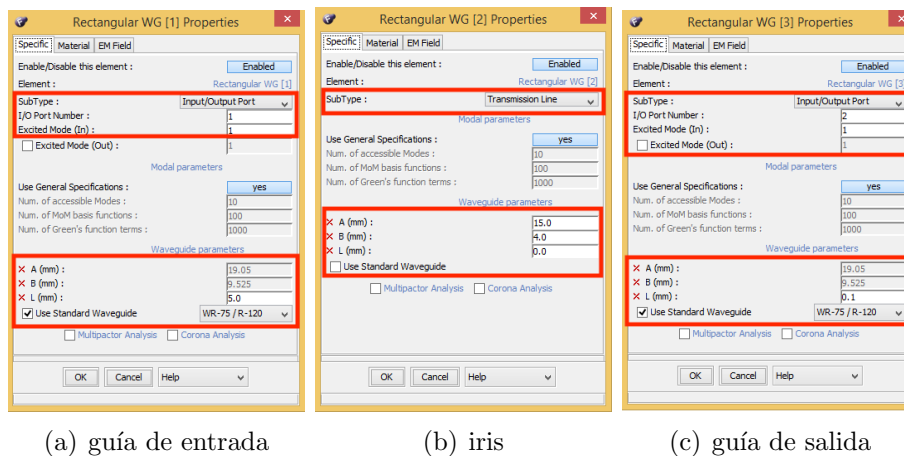 Rectangular WG [1] Properties
Specific Material EM Field
Enable/Disable this element : Enabled
Element : Rectangular WG [1]
SubType : Input/Output Port
I/O Port Number : 1
Excited Mode (In) : 1
Excited Mode (Out) : 1
Modal parameters
Use General Specifications : yes
Num. of accessible Modes : 10
Num. of MoM basis functions : 100
Num. of Green's function terms : 1000
Waveguide parameters
A (mm) : 19.05
B (mm) : 9.525
L (mm) : 5.0
Use Standard Waveguide WR-75 / R-120
Multipactor Analysis Corona Analysis
OK Cancel Help
(a) guía de entrada
Rectangular WG [2] Properties
Specific Material EM Field
Enable/Disable this element : Enabled
Element : Rectangular WG [2]
SubType : Transmission Line
Modal parameters
Use General Specifications : yes
Num. of accessible Modes : 10
Num. of MoM basis functions : 100
Num. of Green's function terms : 1000
Waveguide parameters
A (mm) : 15.0
B (mm) : 4.0
L (mm) : 0.0
Use Standard Waveguide
Multipactor Analysis Corona Analysis
OK Cancel Help
(b) iris
Rectangular WG [3] Properties
Specific Material EM Field
Enable/Disable this element : Enabled
Element : Rectangular WG [3]
SubType : Input/Output Port
I/O Port Number : 2
Excited Mode (In) : 1
Excited Mode (Out) : 1
Modal parameters
Use General Specifications : yes
Num. of accessible Modes : 10
Num. of MoM basis functions : 100
Num. of Green's function terms : 1000
Waveguide parameters
A (mm) : 19.05
B (mm) : 9.525
L (mm) : 0.1
Use Standard Waveguide WR-75 / R-120
Multipactor Analysis Corona Analysis
OK Cancel Help
(c) guía de salida